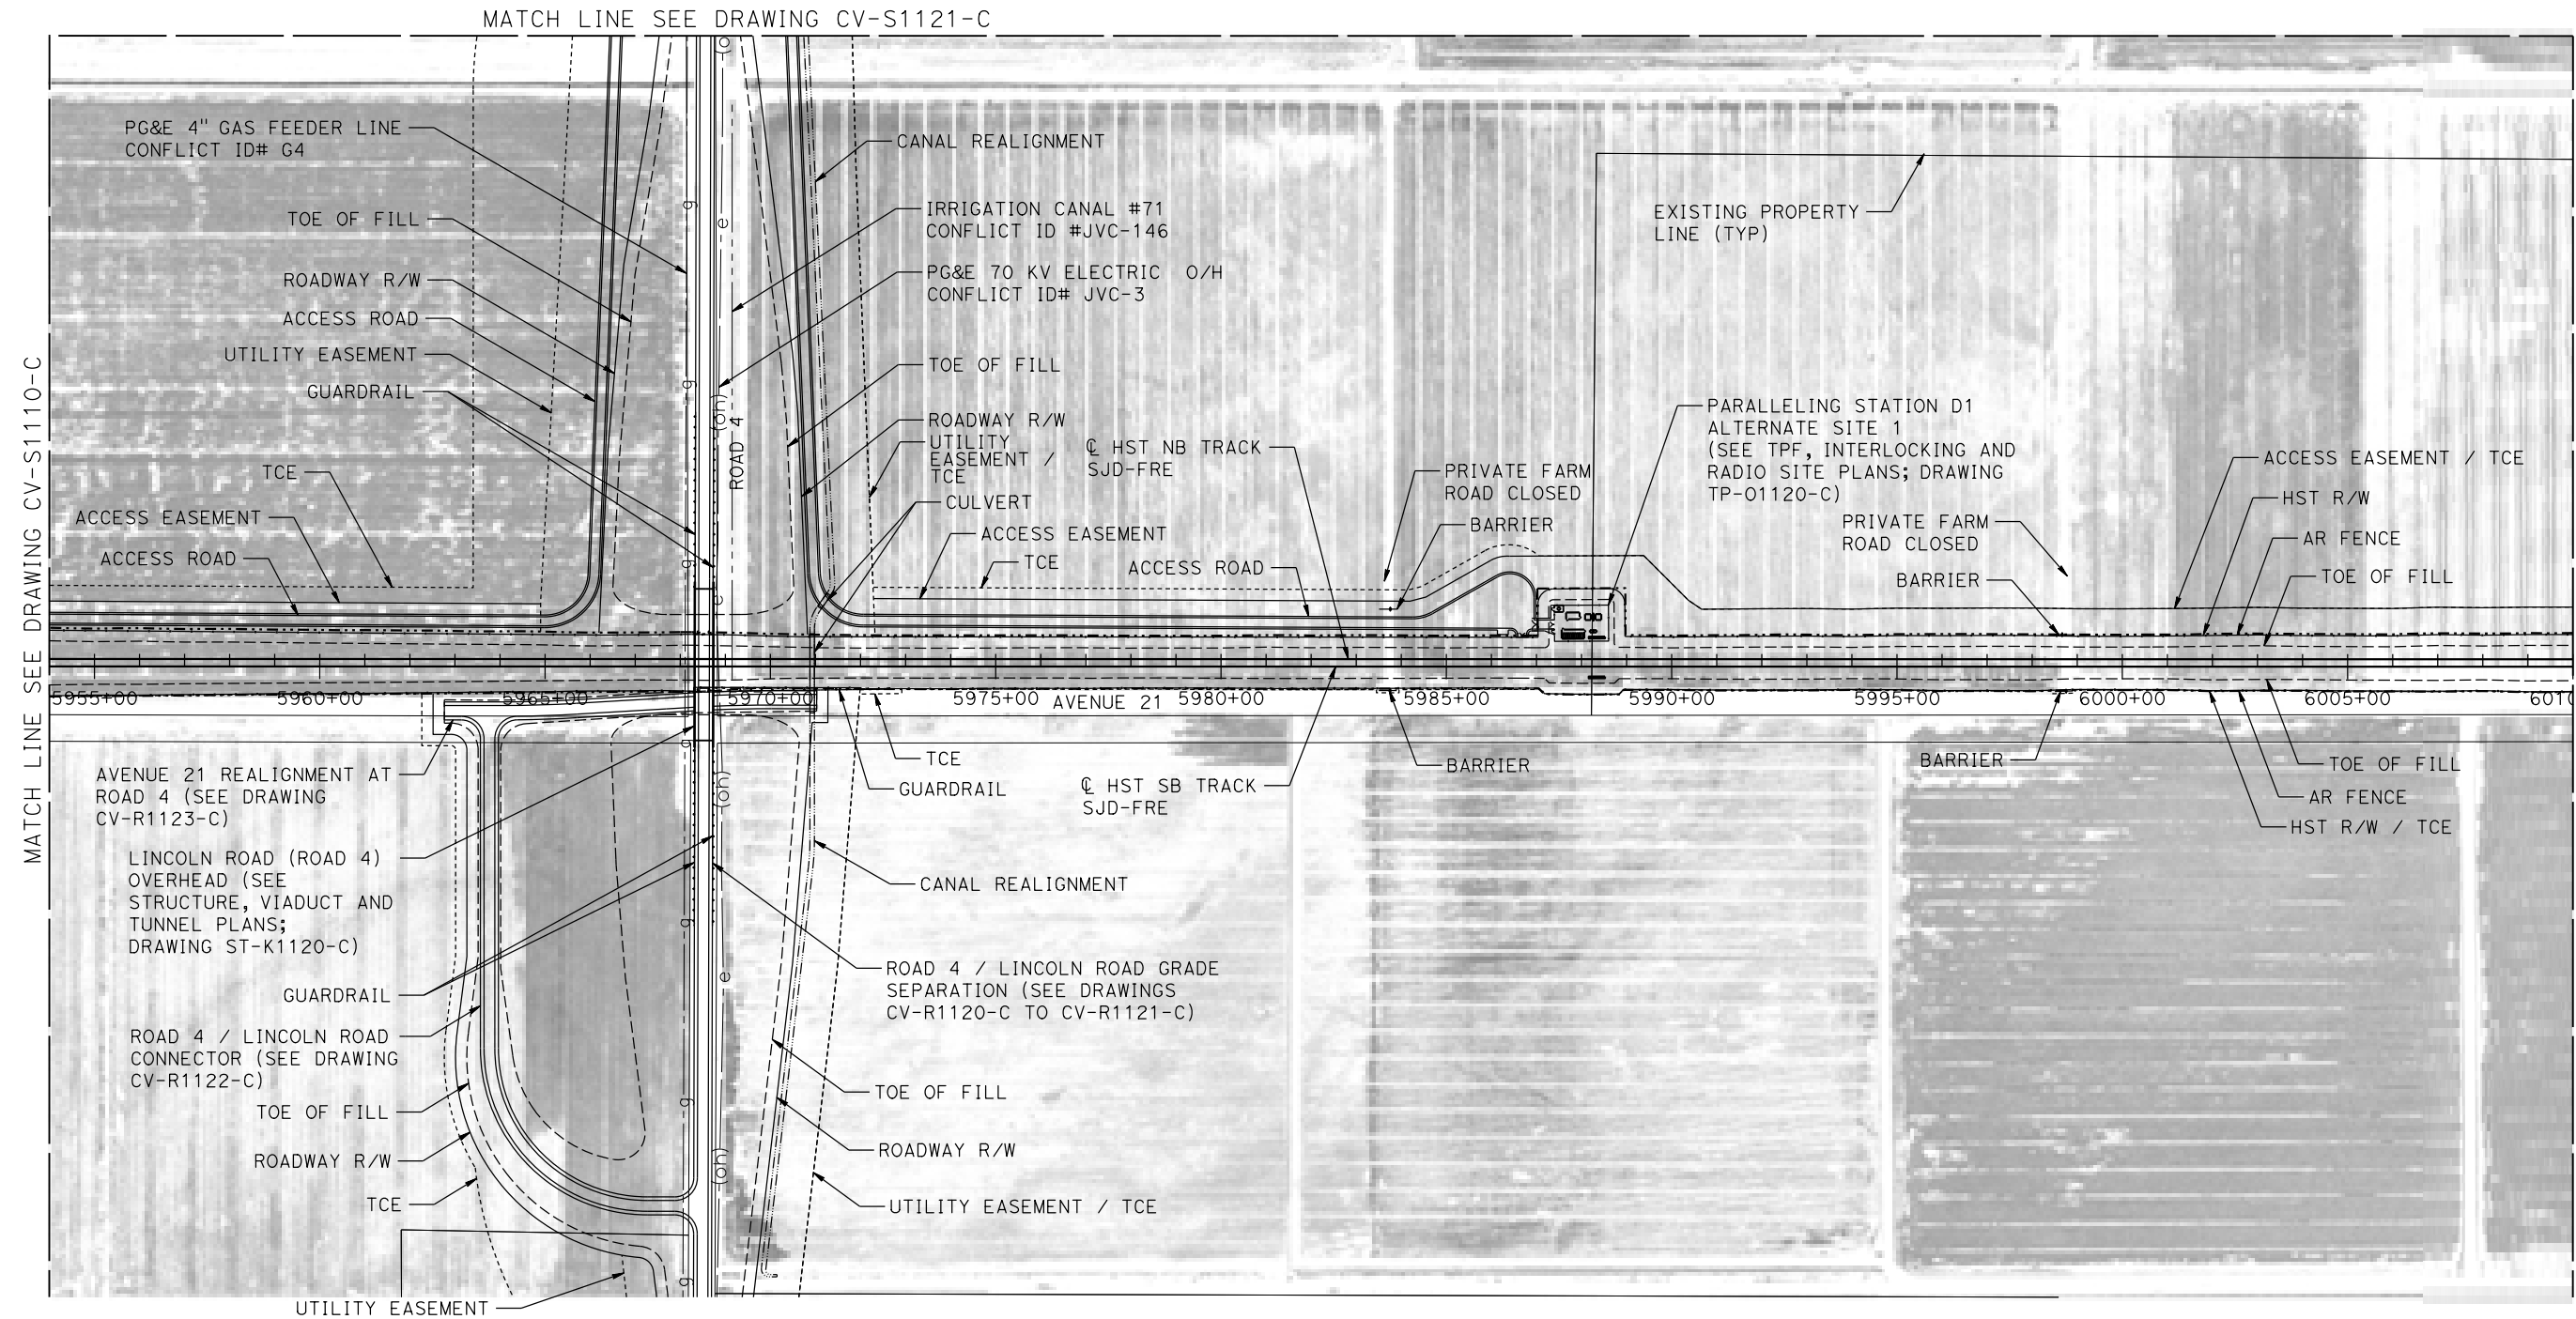 MATCH LINE SEE DRAWING CV-S1121-C
MATCH LINE SEE DRAWING CV-S1110-C
PG&E 4" GAS FEEDER LINE
CONFLICT ID# G4
TOE OF FILL
ROADWAY R/W
ACCESS ROAD
UTILITY EASEMENT
GUARDRAIL
TCE
ACCESS EASEMENT
ACCESS ROAD
g
g
g
(oh)
e
(oh)
ROAD 4
e
CANAL REALIGNMENT
IRRIGATION CANAL #71
CONFLICT ID #JVC-146
PG&E 70 KV ELECTRIC O/H
CONFLICT ID# JVC-3
TOE OF FILL
ROADWAY R/W
UTILITY
EASEMENT /
TCE
CULVERT
ACCESS EASEMENT
TCE
ACCESS ROAD
℄ HST NB TRACK
SJD-FRE
PRIVATE FARM
ROAD CLOSED
BARRIER
EXISTING PROPERTY
LINE (TYP)
PARALLELING STATION D1
ALTERNATE SITE 1
(SEE TPF, INTERLOCKING AND
RADIO SITE PLANS; DRAWING
TP-O1120-C)
PRIVATE FARM
ROAD CLOSED
BARRIER
ACCESS EASEMENT / TCE
HST R/W
AR FENCE
TOE OF FILL
5955+00
5960+00
5965+00
5970+00
5975+00
AVENUE 21
5980+00
5985+00
5990+00
5995+00
6000+00
6005+00
6010
AVENUE 21 REALIGNMENT AT
ROAD 4 (SEE DRAWING
CV-R1123-C)
LINCOLN ROAD (ROAD 4)
OVERHEAD (SEE
STRUCTURE, VIADUCT AND
TUNNEL PLANS;
DRAWING ST-K1120-C)
GUARDRAIL
ROAD 4 / LINCOLN ROAD
CONNECTOR (SEE DRAWING
CV-R1122-C)
TOE OF FILL
ROADWAY R/W
TCE
UTILITY EASEMENT
g
g
g
g
(oh)
e
(oh)
TCE
GUARDRAIL
℄ HST SB TRACK
SJD-FRE
BARRIER
CANAL REALIGNMENT
ROAD 4 / LINCOLN ROAD GRADE
SEPARATION (SEE DRAWINGS
CV-R1120-C TO CV-R1121-C)
TOE OF FILL
ROADWAY R/W
UTILITY EASEMENT / TCE
BARRIER
TOE OF FILL
AR FENCE
HST R/W / TCE